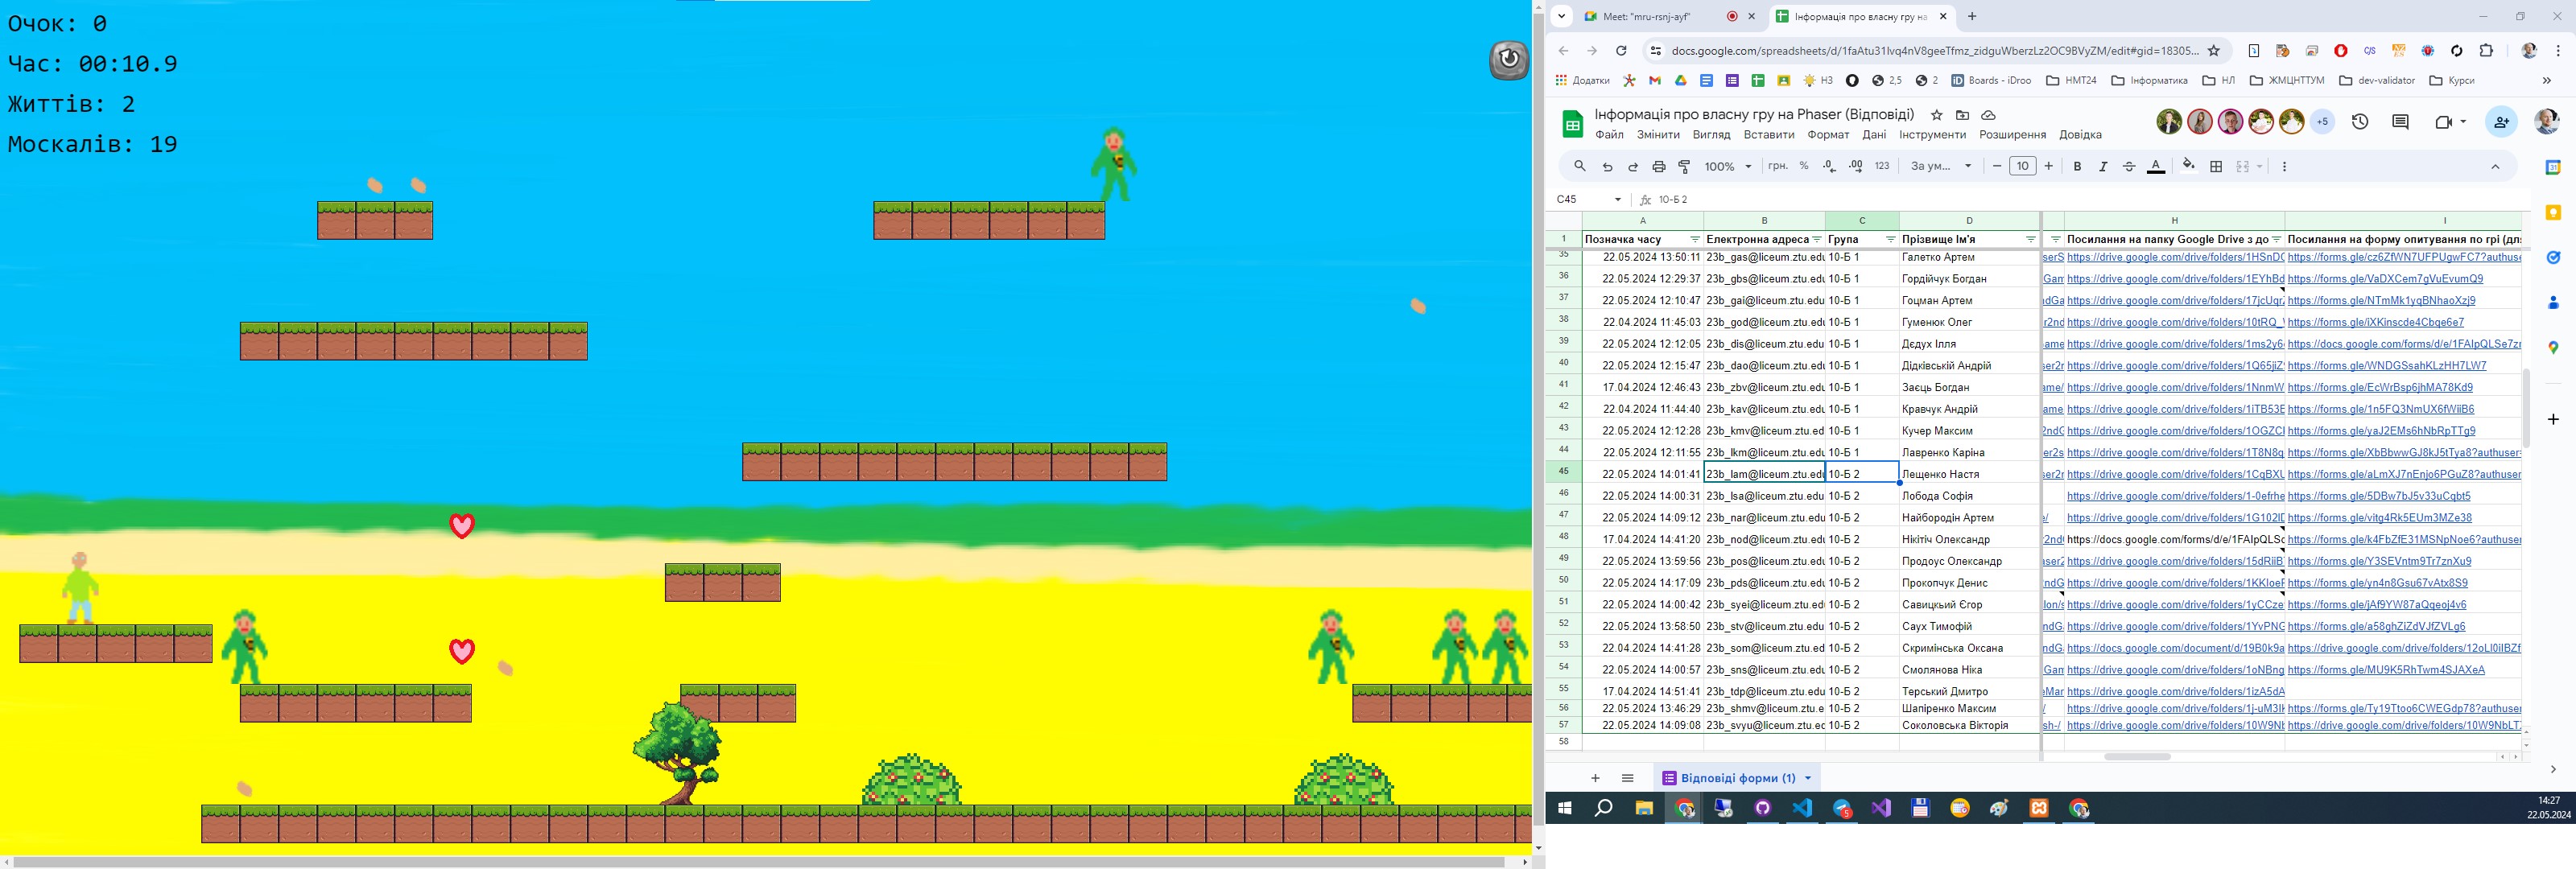 Очок: 0
Час: 00:10.9
Життів: 2
Москалів: 19
Meet: "mru-rsnj-ayf"
Інформація про власну гру на
docs.google.com/spreadsheets/d/1faAtu31lvq4nV8geeTfmz_zidguWberzLz2OC9BVyZM/edit#gid=18305...
Додатки НЗ 2,5 2 Boards - iDroo НМТ24 Інформатика НЛ ЖМЦНТТУМ dev-validator Курси
Інформація про власну гру на Phaser (Відповіді)
+5
Файл Змінити Вигляд Вставити Формат Дані Інструменти Розширення Довідка
100% грн. % .0 .00 123 За ум... 10 B I A
C45 10-Б 2
A B C D H I
1 Позначка часу Електронна адреса Група Прізвище Ім'я Посилання на папку Google Drive з до Посилання на форму опитування по грі (для
35 22.05.2024 13:50:11 23b_gas@liceum.ztu.edu 10-Б 1 Галетко Артем https://drive.google.com/drive/folders/1HSnDC https://forms.gle/cz6ZfWN7UFPUgwFC7?authuse
36 22.05.2024 12:29:37 23b_gbs@liceum.ztu.edu 10-Б 1 Гордійчук Богдан https://drive.google.com/drive/folders/1EYhBd https://forms.gle/VaDXCem7gVuEvumQ9
37 22.05.2024 12:10:47 23b_gai@liceum.ztu.edu 10-Б 1 Гоцман Артем https://drive.google.com/drive/folders/17jcUqr https://forms.gle/NTmMk1yqBNhaoXzj9
38 22.04.2024 11:45:03 23b_god@liceum.ztu.edu 10-Б 1 Гуменюк Олег https://drive.google.com/drive/folders/10tRQ_ https://forms.gle/iXKinscde4Cbqe6e7
39 22.05.2024 12:12:05 23b_dis@liceum.ztu.edu 10-Б 1 Дєдух Ілля https://drive.google.com/drive/folders/1ms2y6 https://docs.google.com/forms/d/e/1FAIpQLSe7z
40 22.05.2024 12:15:47 23b_dao@liceum.ztu.edu 10-Б 1 Дідківській Андрій https://drive.google.com/drive/folders/1Q65jlZ https://forms.gle/WNDGSsahKLzHH7LW7
41 17.04.2024 12:46:43 23b_zbv@liceum.ztu.edu 10-Б 1 Заєць Богдан https://drive.google.com/drive/folders/1NnmW https://forms.gle/EcWrBsp6jhMA78Kd9
42 22.04.2024 11:44:40 23b_kav@liceum.ztu.edu 10-Б 1 Кравчук Андрій https://drive.google.com/drive/folders/1iTB53E https://forms.gle/1n5FQ3NmUX6fWiiB6
43 22.05.2024 12:12:28 23b_kmv@liceum.ztu.edu 10-Б 1 Кучер Максим https://drive.google.com/drive/folders/1OGZC https://forms.gle/yaJ2EMs6hNbRpTTg9
44 22.05.2024 12:11:55 23b_lkm@liceum.ztu.edu 10-Б 1 Лавренко Каріна https://drive.google.com/drive/folders/1T8N8q https://forms.gle/XbBbwwGJ8kJ5tTya8?authuser
45 22.05.2024 14:01:41 23b_lam@liceum.ztu.edu 10-Б 2 Лещенко Настя https://drive.google.com/drive/folders/1CqBXU https://forms.gle/aLmXJ7nEnjo6PGuZ8?authuser
46 22.05.2024 14:00:31 23b_lsa@liceum.ztu.edu 10-Б 2 Лобода Софія https://drive.google.com/drive/folders/1-0efrhe https://forms.gle/5DBw7bJ5v33uCqbt5
47 22.05.2024 14:09:12 23b_nar@liceum.ztu.edu 10-Б 2 Найбородін Артем https://drive.google.com/drive/folders/1G102lD https://forms.gle/vitg4Rk5EUm3MZe38
48 17.04.2024 14:41:20 23b_nod@liceum.ztu.edu 10-Б 2 Нікітіч Олександр https://docs.google.com/forms/d/e/1FAIpQLSc https://forms.gle/k4FbZfE31MSNpNoe6?authuser
49 22.05.2024 13:59:56 23b_pos@liceum.ztu.edu 10-Б 2 Продоус Олександр https://drive.google.com/drive/folders/15dRiiB https://forms.gle/Y3SEVntm9Tr7znXu9
50 22.05.2024 14:17:09 23b_pds@liceum.ztu.edu 10-Б 2 Прокопчук Денис https://drive.google.com/drive/folders/1KKIoeF https://forms.gle/yn4n8Gsu67vAtx8S9
51 22.05.2024 14:00:42 23b_syei@liceum.ztu.ed 10-Б 2 Савицький Єгор https://drive.google.com/drive/folders/1yCCze https://forms.gle/jAf9YW87aQqeoj4v6
52 22.05.2024 13:58:50 23b_stv@liceum.ztu.edu 10-Б 2 Саух Тимофій https://drive.google.com/drive/folders/1YvPNG https://forms.gle/a58ghZiZdVJfZVLg6
53 22.04.2024 14:41:28 23b_som@liceum.ztu.ed 10-Б 2 Скримінська Оксана https://docs.google.com/document/d/19B0k9a https://drive.google.com/drive/folders/12oLl0iIBZf
54 22.05.2024 14:00:57 23b_sns@liceum.ztu.edu 10-Б 2 Смолянова Ніка https://drive.google.com/drive/folders/1oNBng https://forms.gle/MU9K5RhTwm4SJAXeA
55 17.04.2024 14:51:41 23b_tdp@liceum.ztu.edu 10-Б 2 Терський Дмитро https://drive.google.com/drive/folders/1izA5dA
56 22.05.2024 13:46:29 23b_shmv@liceum.ztu.e 10-Б 2 Шапіренко Максим https://drive.google.com/drive/folders/1j-uM3IH https://forms.gle/Ty19Ttoo6CWEGdp78?authuser
57 22.05.2024 14:09:08 23b_svyu@liceum.ztu.ec 10-Б 2 Соколовська Вікторія https://drive.google.com/drive/folders/10W9Nb https://drive.google.com/drive/folders/10W9NbLT
58
Відповіді форми (1)
14:27
22.05.2024